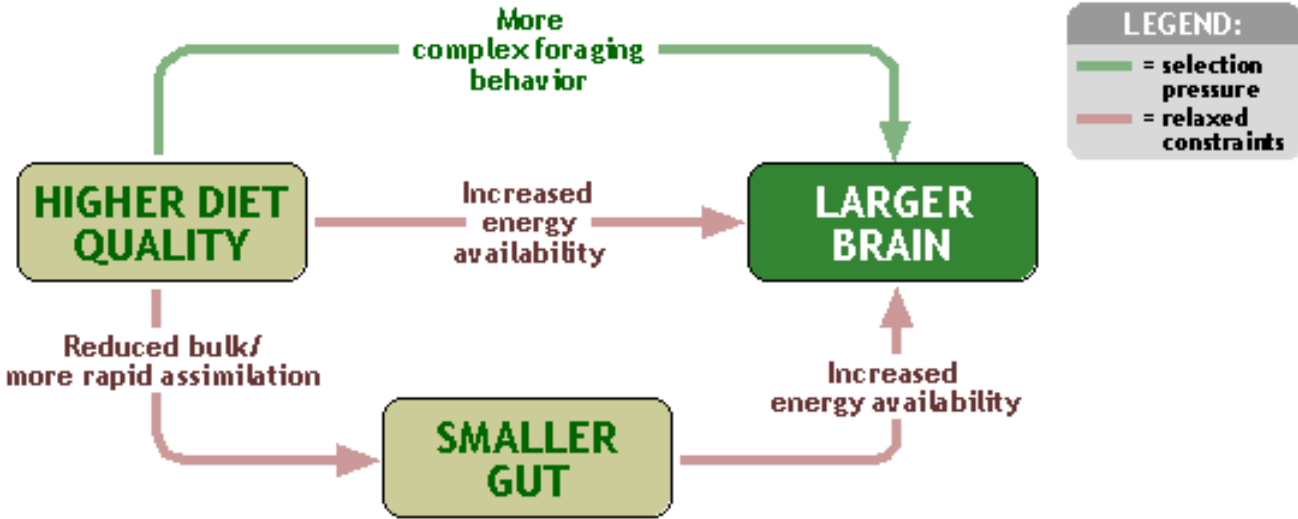 More
complex foraging
behavior
LEGEND:
= selection
pressure
= relaxed
constraints
HIGHER DIET
QUALITY
Increased
energy
availability
LARGER
BRAIN
Reduced bulk/
more rapid assimilation
Increased
energy availability
SMALLER
GUT